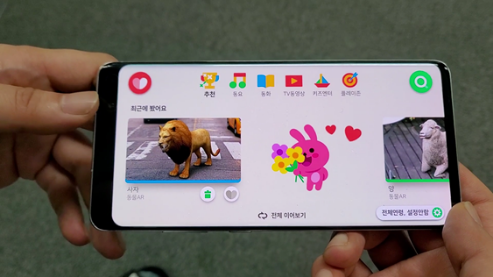 추천 동요 동화 TV동영상 키즈랜드 플레이존
최근에 봤어요
사자
동물AR
양
동물AR
전체 이어보기
전체연령, 설정안함